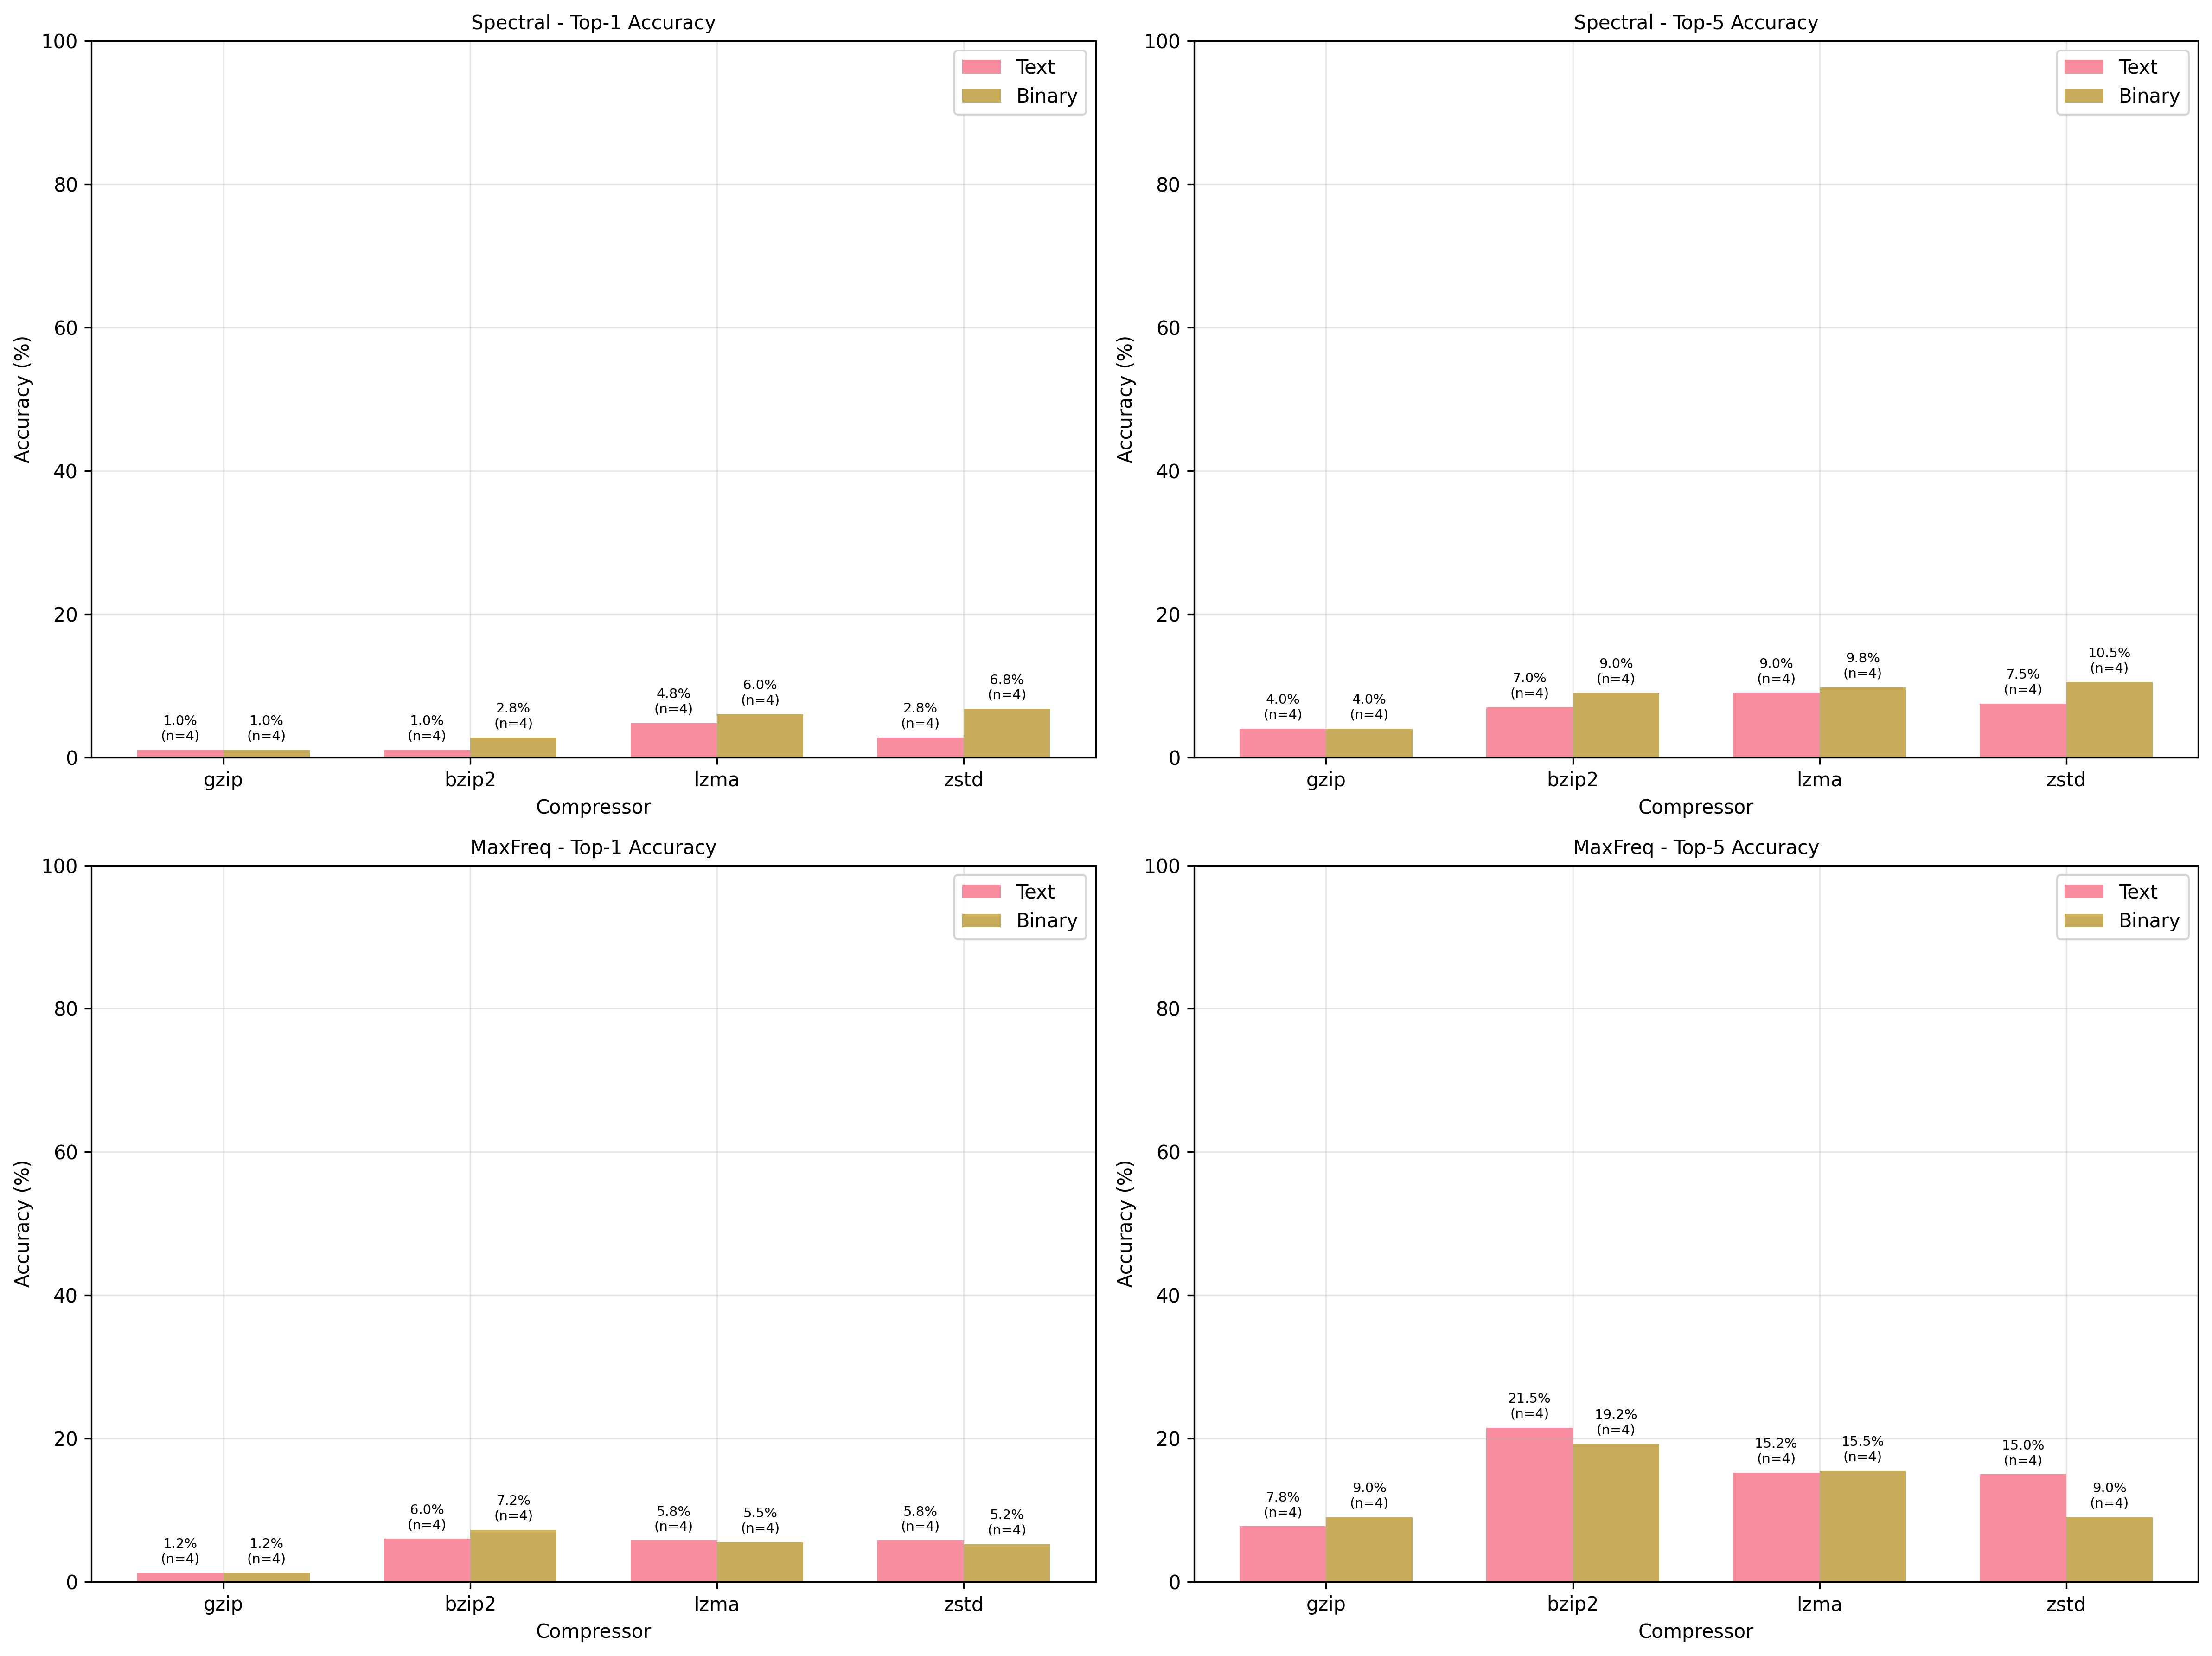 Spectral - Top-1 Accuracy
100
80
60
40
20
0
Accuracy (%)
Text
Binary
1.0%
(n=4)
1.0%
(n=4)
1.0%
(n=4)
2.8%
(n=4)
4.8%
(n=4)
6.0%
(n=4)
2.8%
(n=4)
6.8%
(n=4)
gzip
bzip2
lzma
zstd
Compressor
Spectral - Top-5 Accuracy
100
80
60
40
20
0
Accuracy (%)
Text
Binary
4.0%
(n=4)
4.0%
(n=4)
7.0%
(n=4)
9.0%
(n=4)
9.0%
(n=4)
9.8%
(n=4)
7.5%
(n=4)
10.5%
(n=4)
gzip
bzip2
lzma
zstd
Compressor
MaxFreq - Top-1 Accuracy
100
80
60
40
20
0
Accuracy (%)
Text
Binary
1.2%
(n=4)
1.2%
(n=4)
6.0%
(n=4)
7.2%
(n=4)
5.8%
(n=4)
5.5%
(n=4)
5.8%
(n=4)
5.2%
(n=4)
gzip
bzip2
lzma
zstd
Compressor
MaxFreq - Top-5 Accuracy
100
80
60
40
20
0
Accuracy (%)
Text
Binary
7.8%
(n=4)
9.0%
(n=4)
21.5%
(n=4)
19.2%
(n=4)
15.2%
(n=4)
15.5%
(n=4)
15.0%
(n=4)
9.0%
(n=4)
gzip
bzip2
lzma
zstd
Compressor